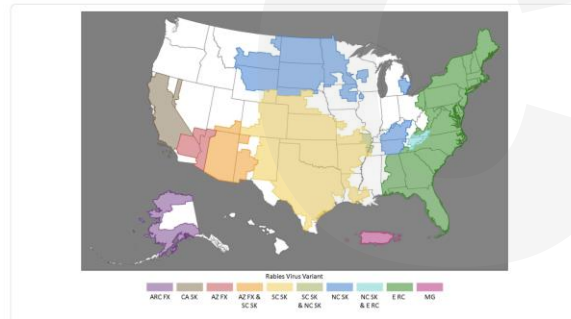 Rabies Virus Variant
ARC FX CA SK AZ FX AZ FX & SC SK SC SK SC SK & NC SK NC SK NC SK & E RC E RC MG